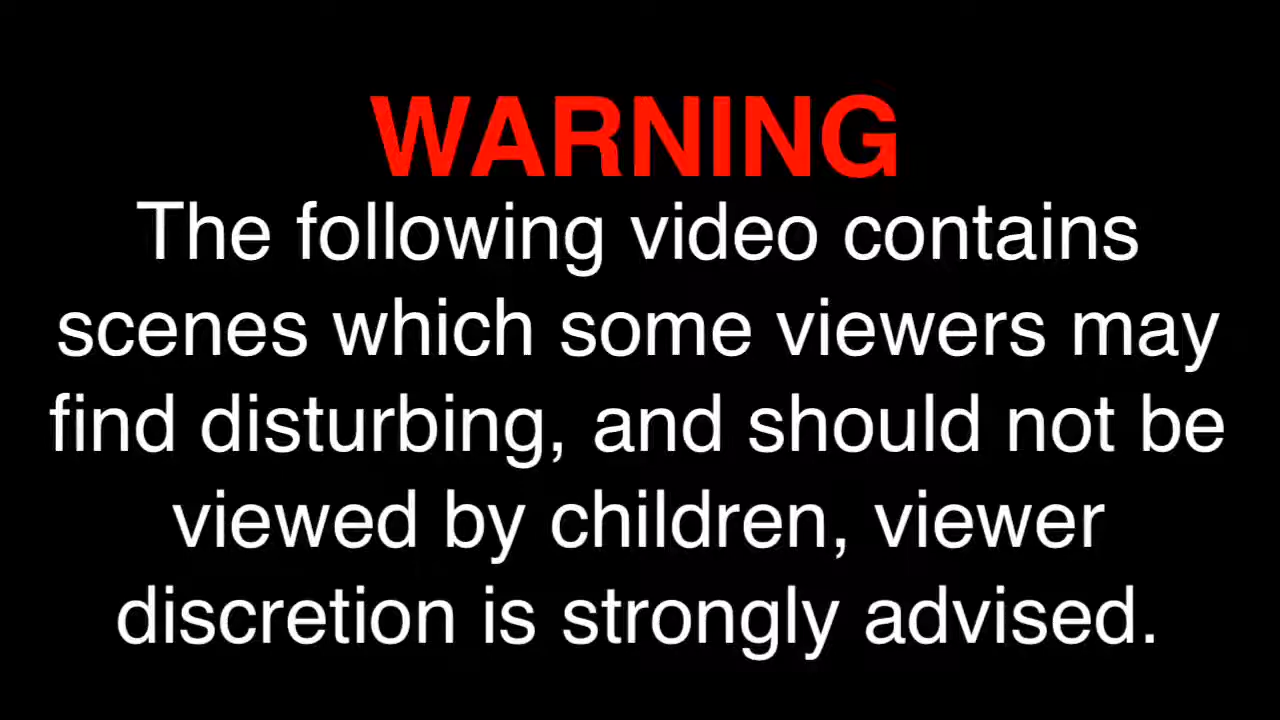 WARNING
The following video contains
scenes which some viewers may
find disturbing, and should not be
viewed by children, viewer
discretion is strongly advised.